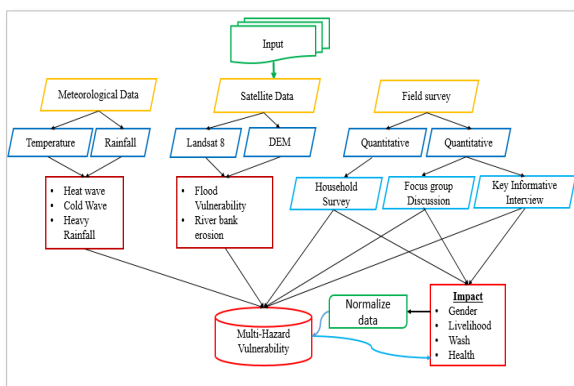 Input
Meteorological Data
Satellite Data
Field survey
Temperature
Rainfall
Landsat 8
DEM
Quantitative
Quantitative
• Heat wave
• Cold Wave
• Heavy
Rainfall
• Flood
Vulnerability
• River bank
erosion
Household
Survey
Focus group
Discussion
Key Informative
Interview
Multi-Hazard
Vulnerability
Normalize
data
Impact
• Gender
• Livelihood
• Wash
• Health